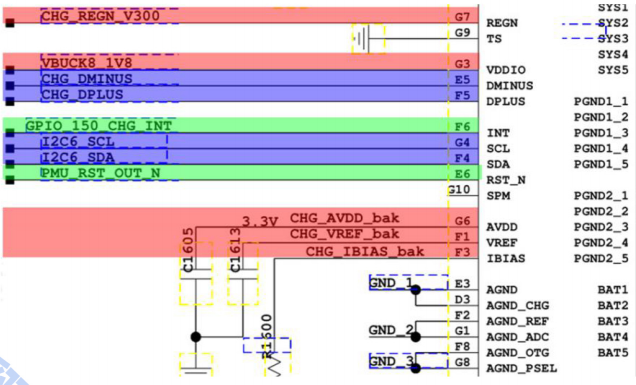 CHG_REGN_V300 G7 REGN SYS1
SYS2
G9 TS SYS3
SYS4
VBUCK8_1V8 G3 VDDIO SYS5
CHG_DMINUS E5 DMINUS
CHG_DPLUS F5 DPLUS PGND1_1
PGND1_2
GPIO_150_CHG_INT F6 INT PGND1_3
I2C6_SCL G4 SCL PGND1_4
I2C6_SDA F4 SDA PGND1_5
PMU_RST_OUT_N E6 RST_N
G10 SPM PGND2_1
PGND2_2
3.3V CHG_AVDD_bak G6 AVDD PGND2_3
CHG_VREF_bak F1 VREF PGND2_4
CHG_IBIAS_bak F3 IBIAS PGND2_5
C1605
C1613
R1600
GND_1 E3 AGND BAT1
D3 AGND_CHG BAT2
F2 AGND_REF BAT3
GND_2 G1 AGND_ADC BAT4
F8 AGND_OTG BAT5
GND_3 G8 AGND_PSEL